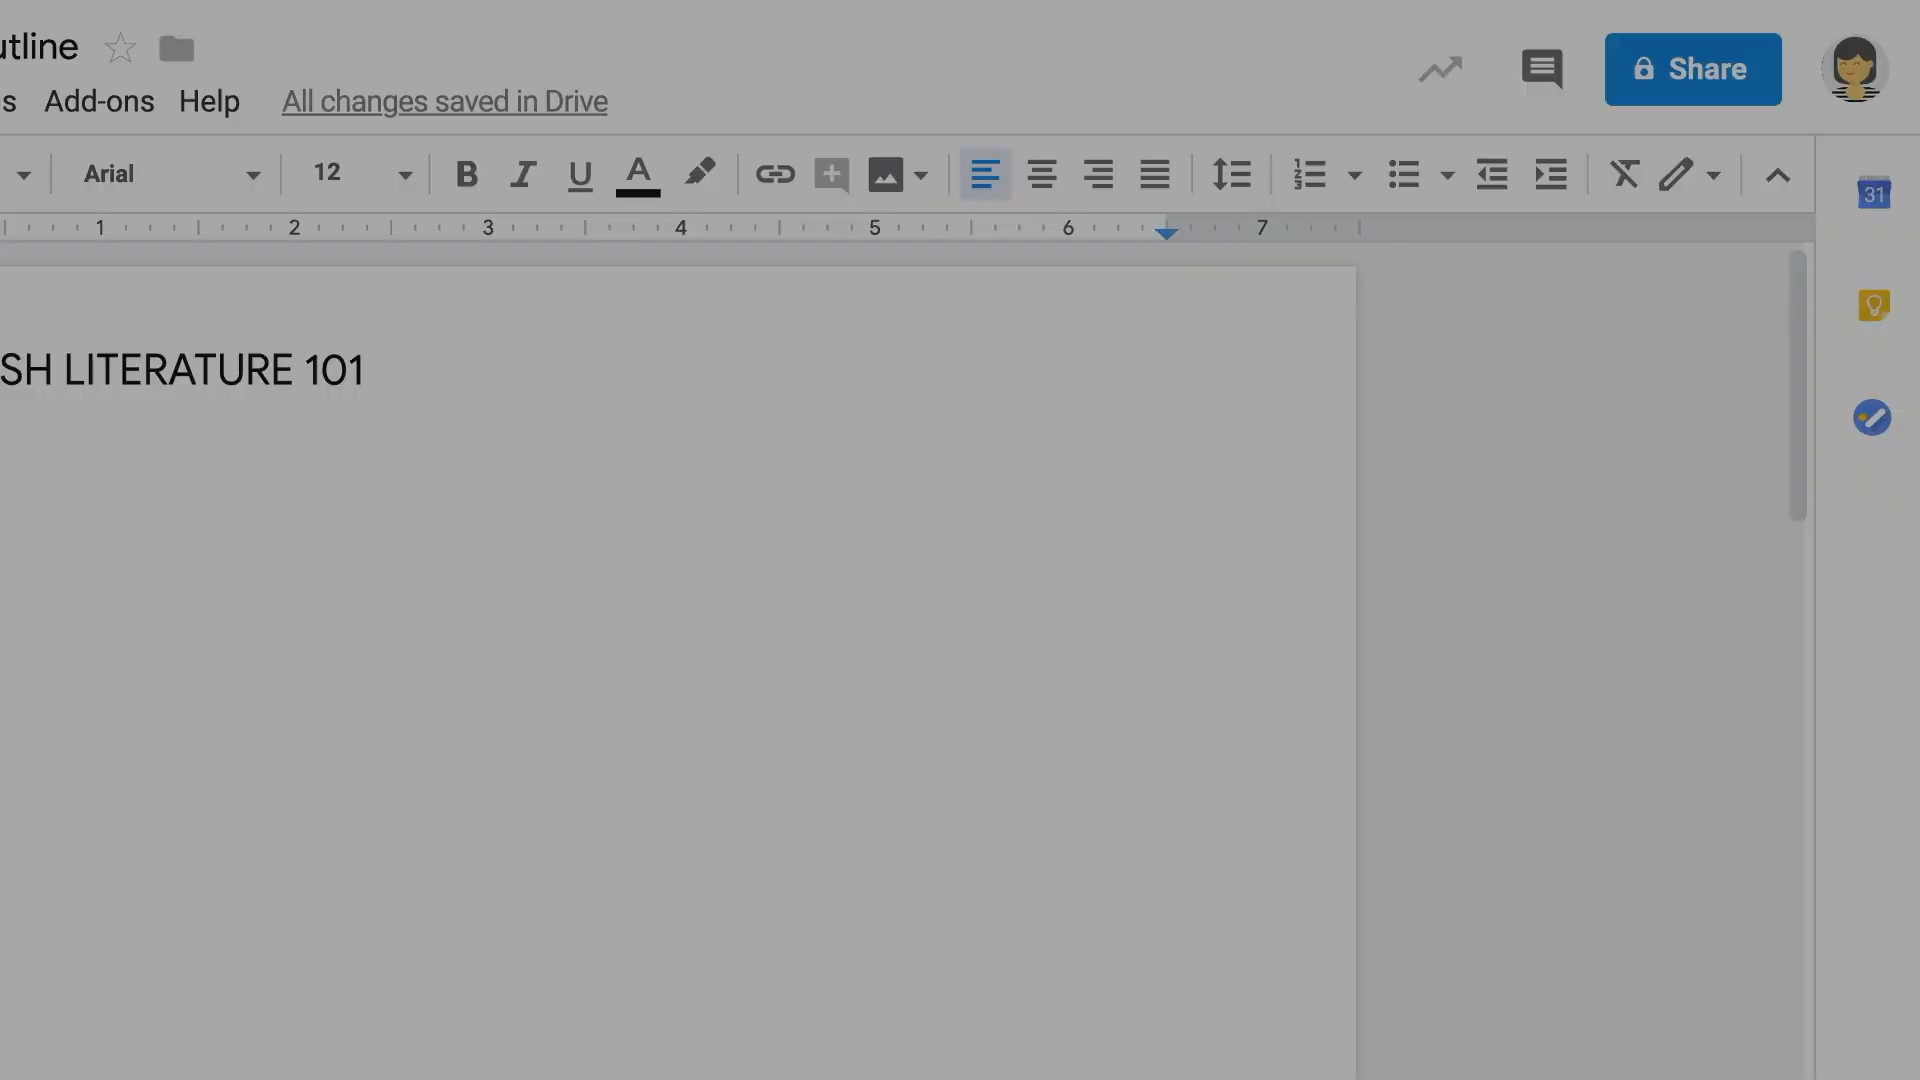 utline
s Add-ons Help All changes saved in Drive
Share
Arial 12 B I U A
31
1 2 3 4 5 6 7
SH LITERATURE 101